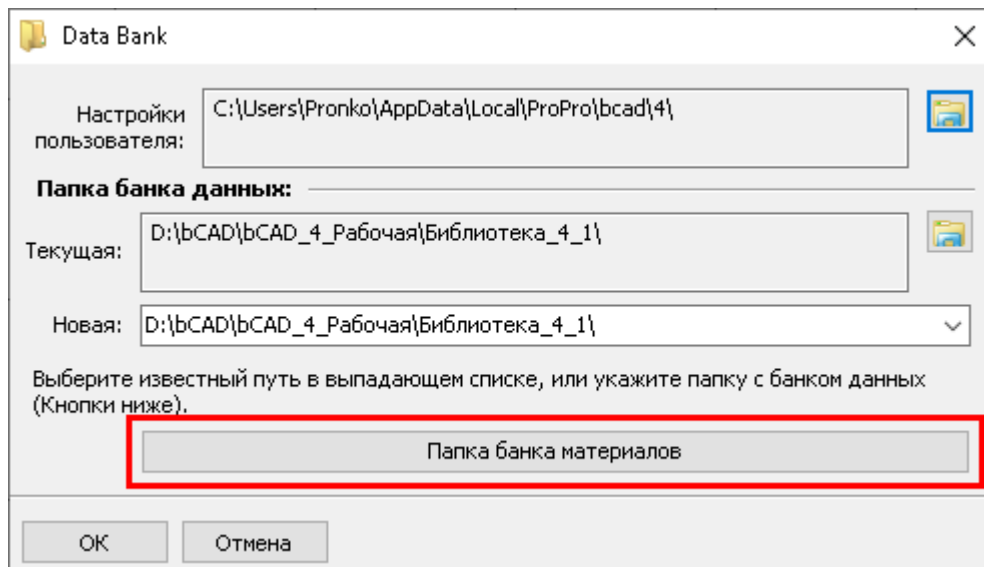 Data Bank
Настройки
пользователя:
C:\Users\Pronko\AppData\Local\ProPro\bcad\4\
Папка банка данных:
Текущая:
D:\bCAD\bCAD_4_Рабочая\Библиотека_4_1\
Новая:
D:\bCAD\bCAD_4_Рабочая\Библиотека_4_1\
Выберите известный путь в выпадающем списке, или укажите папку с банком данных
(Кнопки ниже).
Папка банка материалов
ОК
Отмена